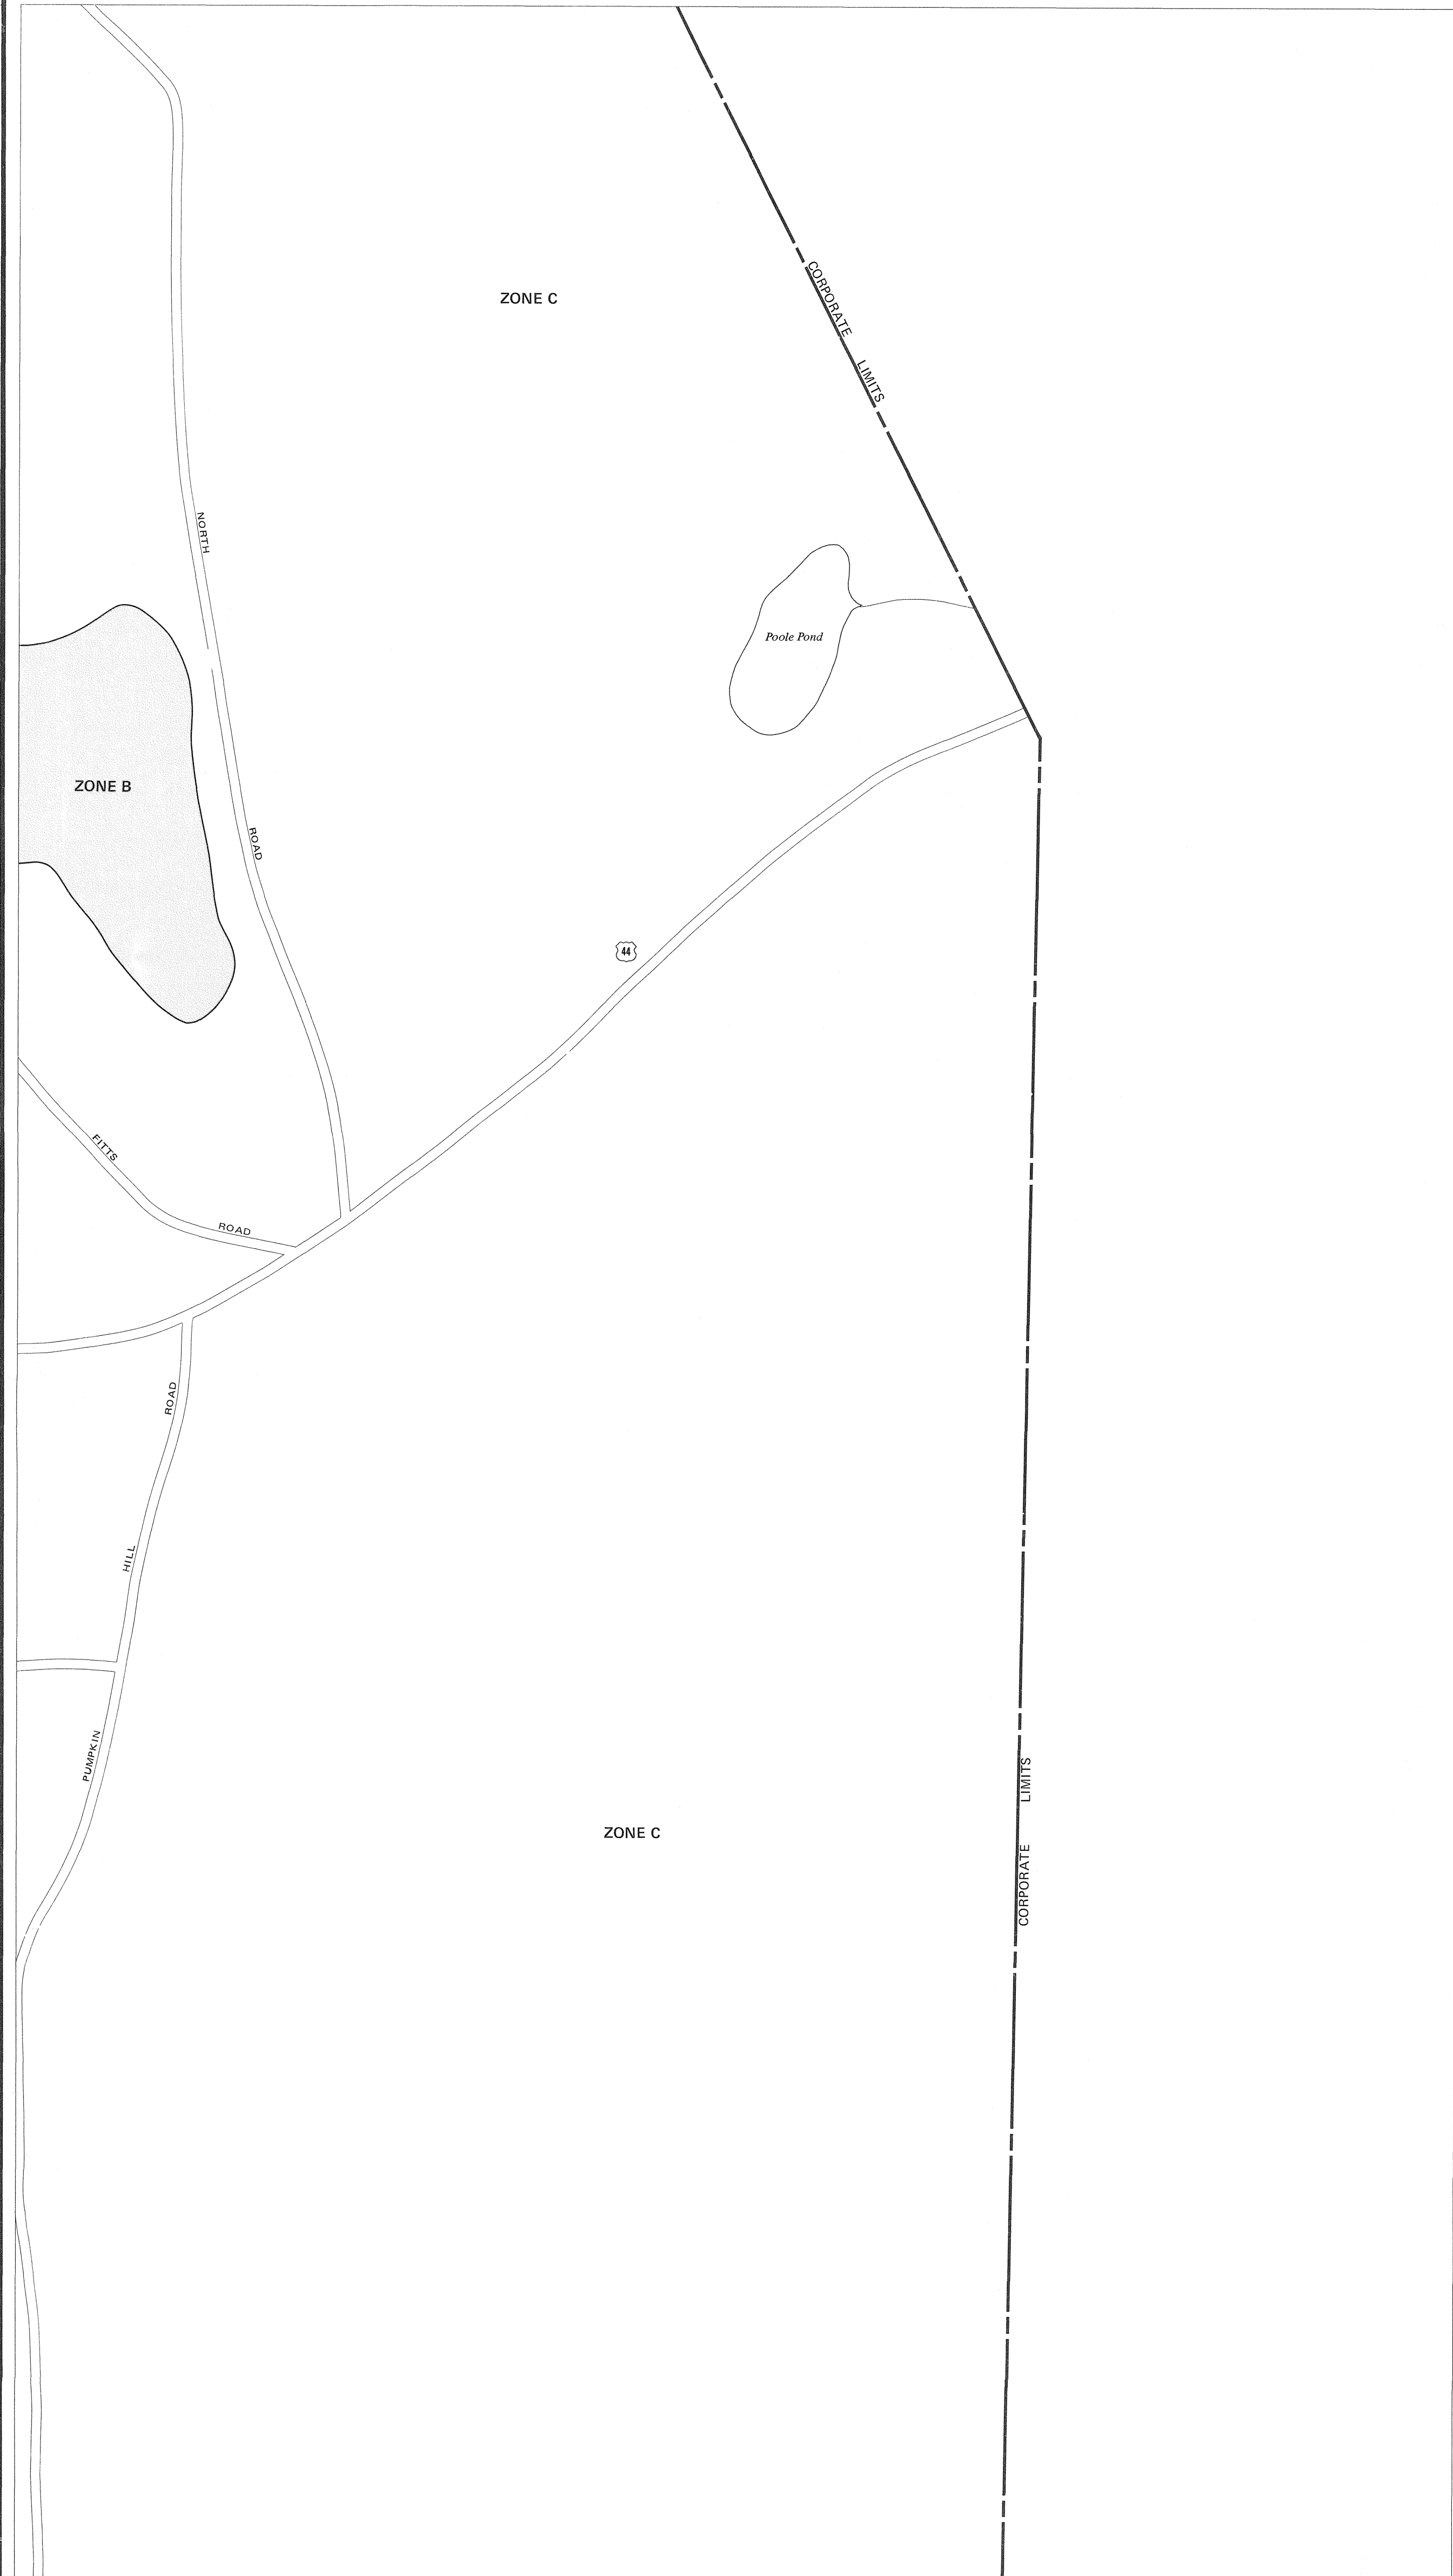 ZONE C
CORPORATE LIMITS
NORTH ROAD
Poole Pond
ZONE B
44
FITTS ROAD
PUMPKIN HILL ROAD
ZONE C
CORPORATE LIMITS